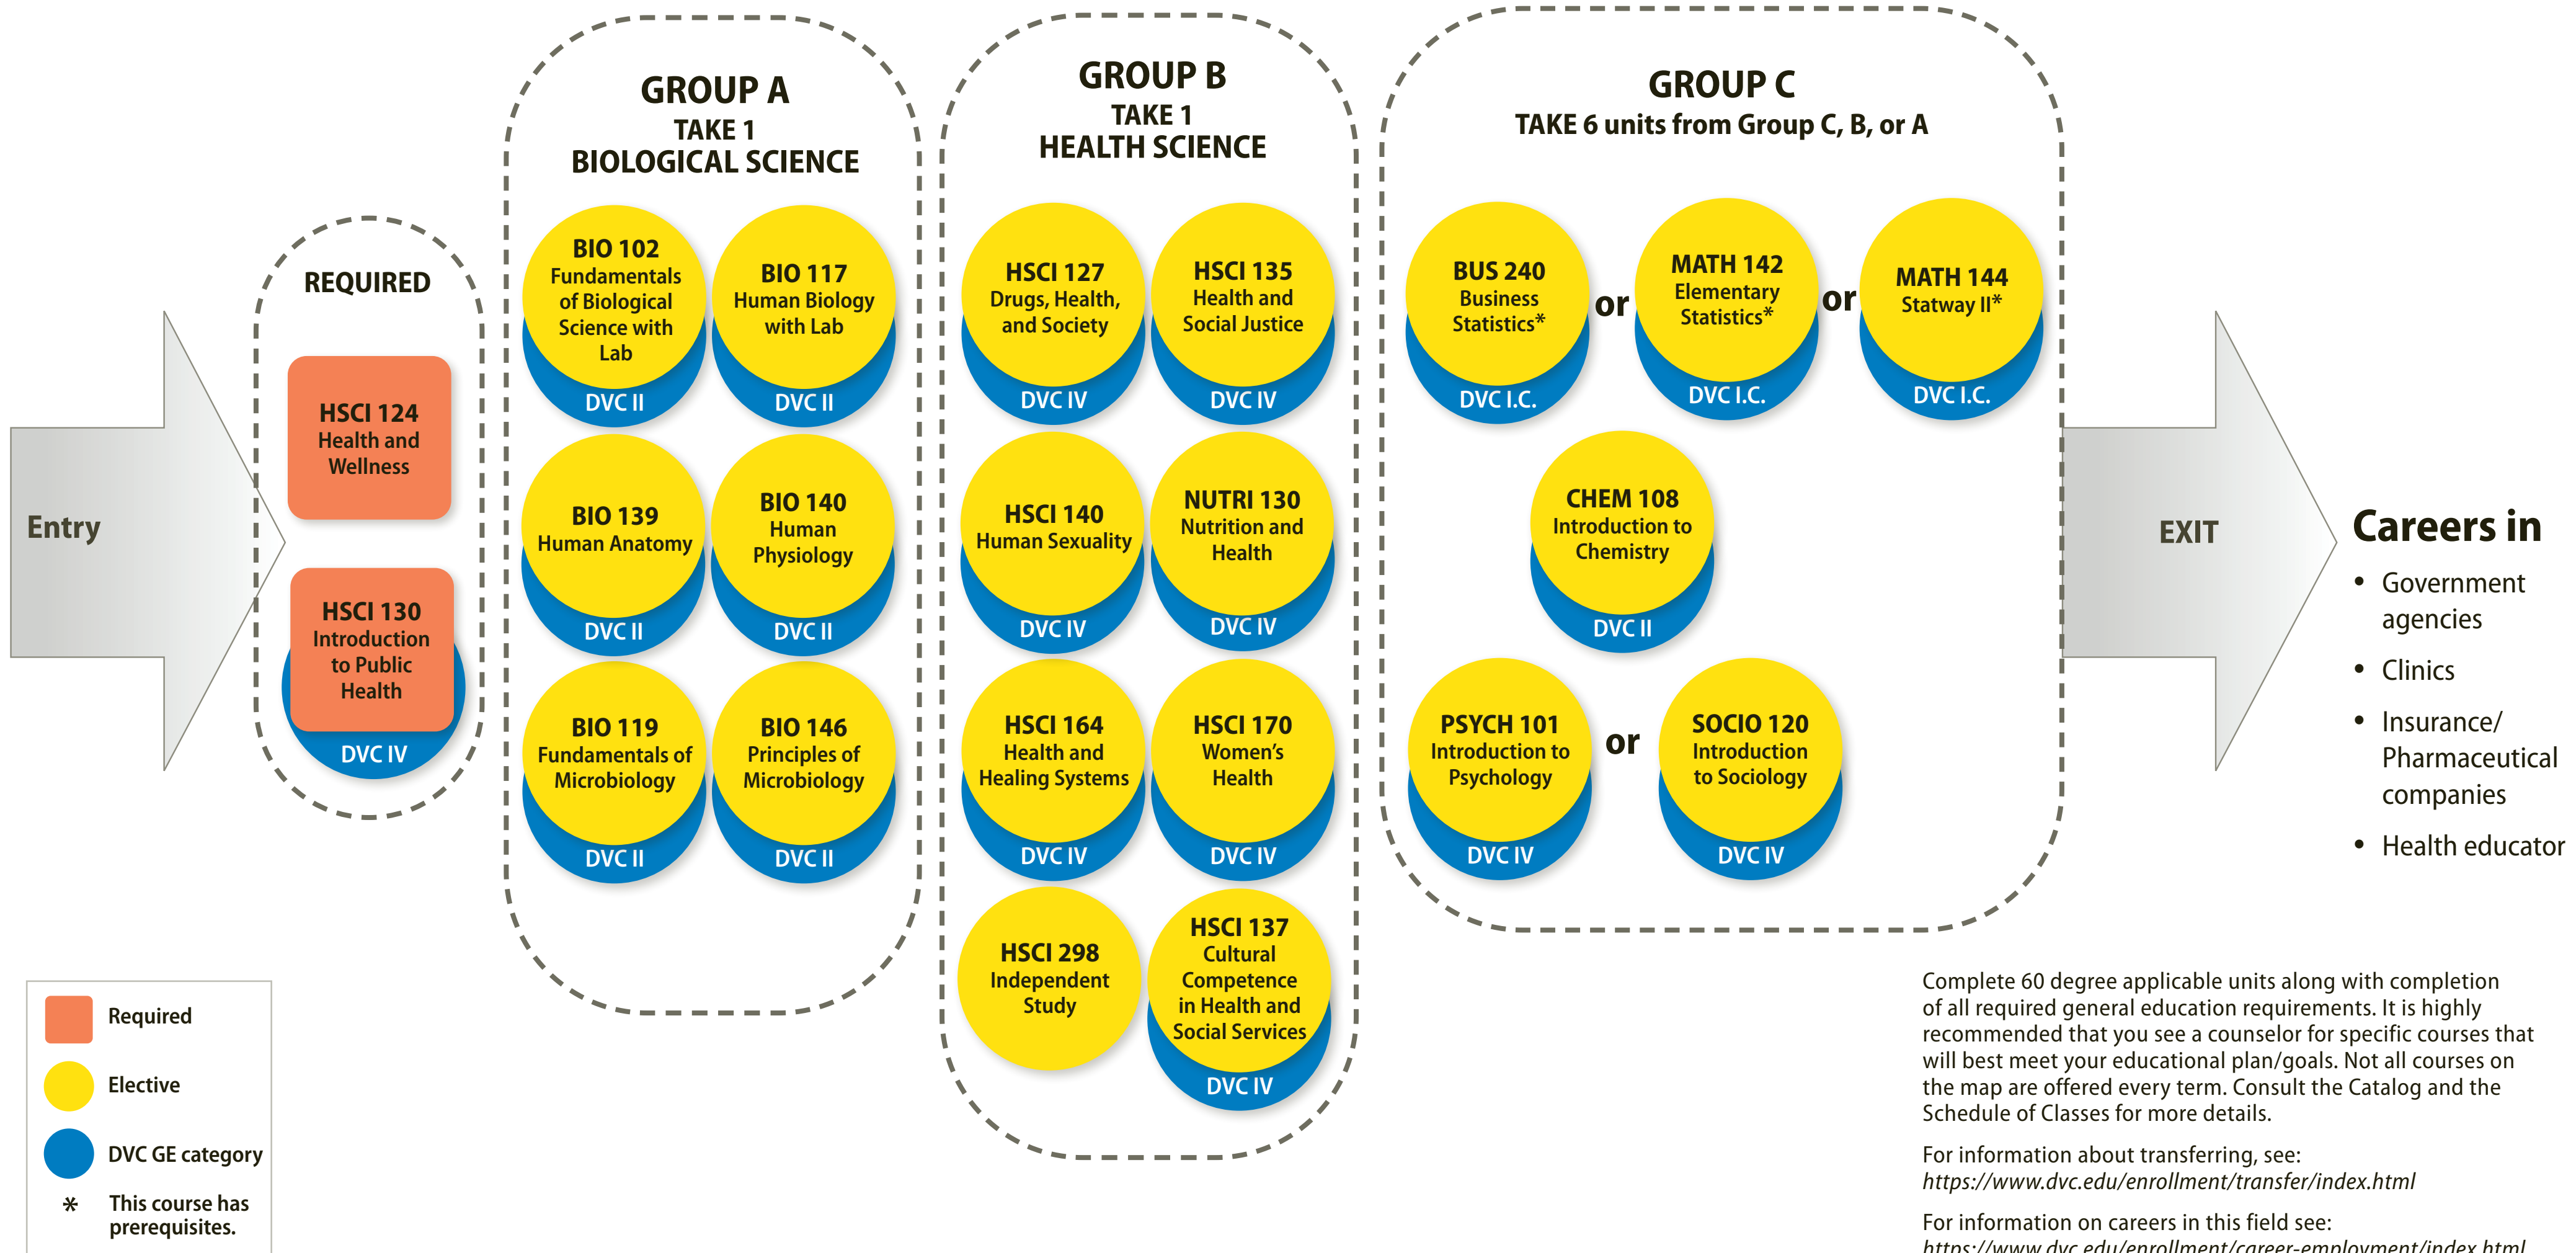 Entry
REQUIRED
HSCI 124
Health and
Wellness
HSCI 130
Introduction
to Public
Health
DVC IV
GROUP A
TAKE 1
BIOLOGICAL SCIENCE
BIO 102
Fundamentals
of Biological
Science with
Lab
DVC II
BIO 117
Human Biology
with Lab
DVC II
BIO 139
Human Anatomy
DVC II
BIO 140
Human
Physiology
DVC II
BIO 119
Fundamentals of
Microbiology
DVC II
BIO 146
Principles of
Microbiology
DVC II
GROUP B
TAKE 1
HEALTH SCIENCE
HSCI 127
Drugs, Health,
and Society
DVC IV
HSCI 135
Health and
Social Justice
DVC IV
HSCI 140
Human Sexuality
DVC IV
NUTRI 130
Nutrition and
Health
DVC IV
HSCI 164
Health and
Healing Systems
DVC IV
HSCI 170
Women’s
Health
DVC IV
HSCI 298
Independent
Study
HSCI 137
Cultural
Competence
in Health and
Social Services
DVC IV
GROUP C
TAKE 6 units from Group C, B, or A
BUS 240
Business
Statistics*
DVC I.C.
or
MATH 142
Elementary
Statistics*
DVC I.C.
or
MATH 144
Statway II*
DVC I.C.
CHEM 108
Introduction to
Chemistry
DVC II
PSYCH 101
Introduction to
Psychology
DVC IV
or
SOCIO 120
Introduction
to Sociology
DVC IV
EXIT
Careers in
• Government
agencies
• Clinics
• Insurance/
Pharmaceutical
companies
• Health educator
Required
Elective
DVC GE category
* This course has
prerequisites.
Complete 60 degree applicable units along with completion
of all required general education requirements. It is highly
recommended that you see a counselor for specific courses that
will best meet your educational plan/goals. Not all courses on
the map are offered every term. Consult the Catalog and the
Schedule of Classes for more details.
For information about transferring, see:
https://www.dvc.edu/enrollment/transfer/index.html
For information on careers in this field see:
https://www.dvc.edu/enrollment/career-employment/index.html